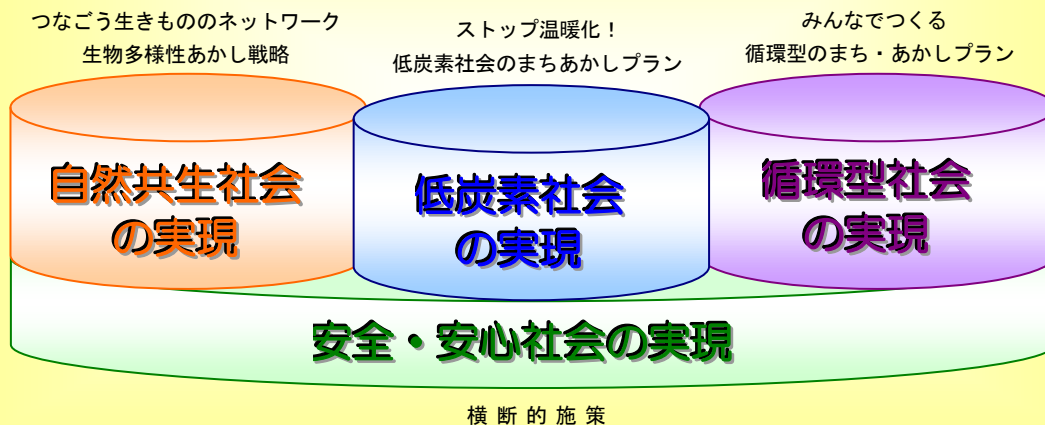 つなごう生きもののネットワーク
生物多様性あかし戦略
ストップ温暖化！
低炭素社会のまちあかしプラン
みんなでつくる
循環型のまち・あかしプラン
自然共生社会
の実現
低炭素社会
の実現
循環型社会
の実現
安全・安心社会の実現
横断的施策